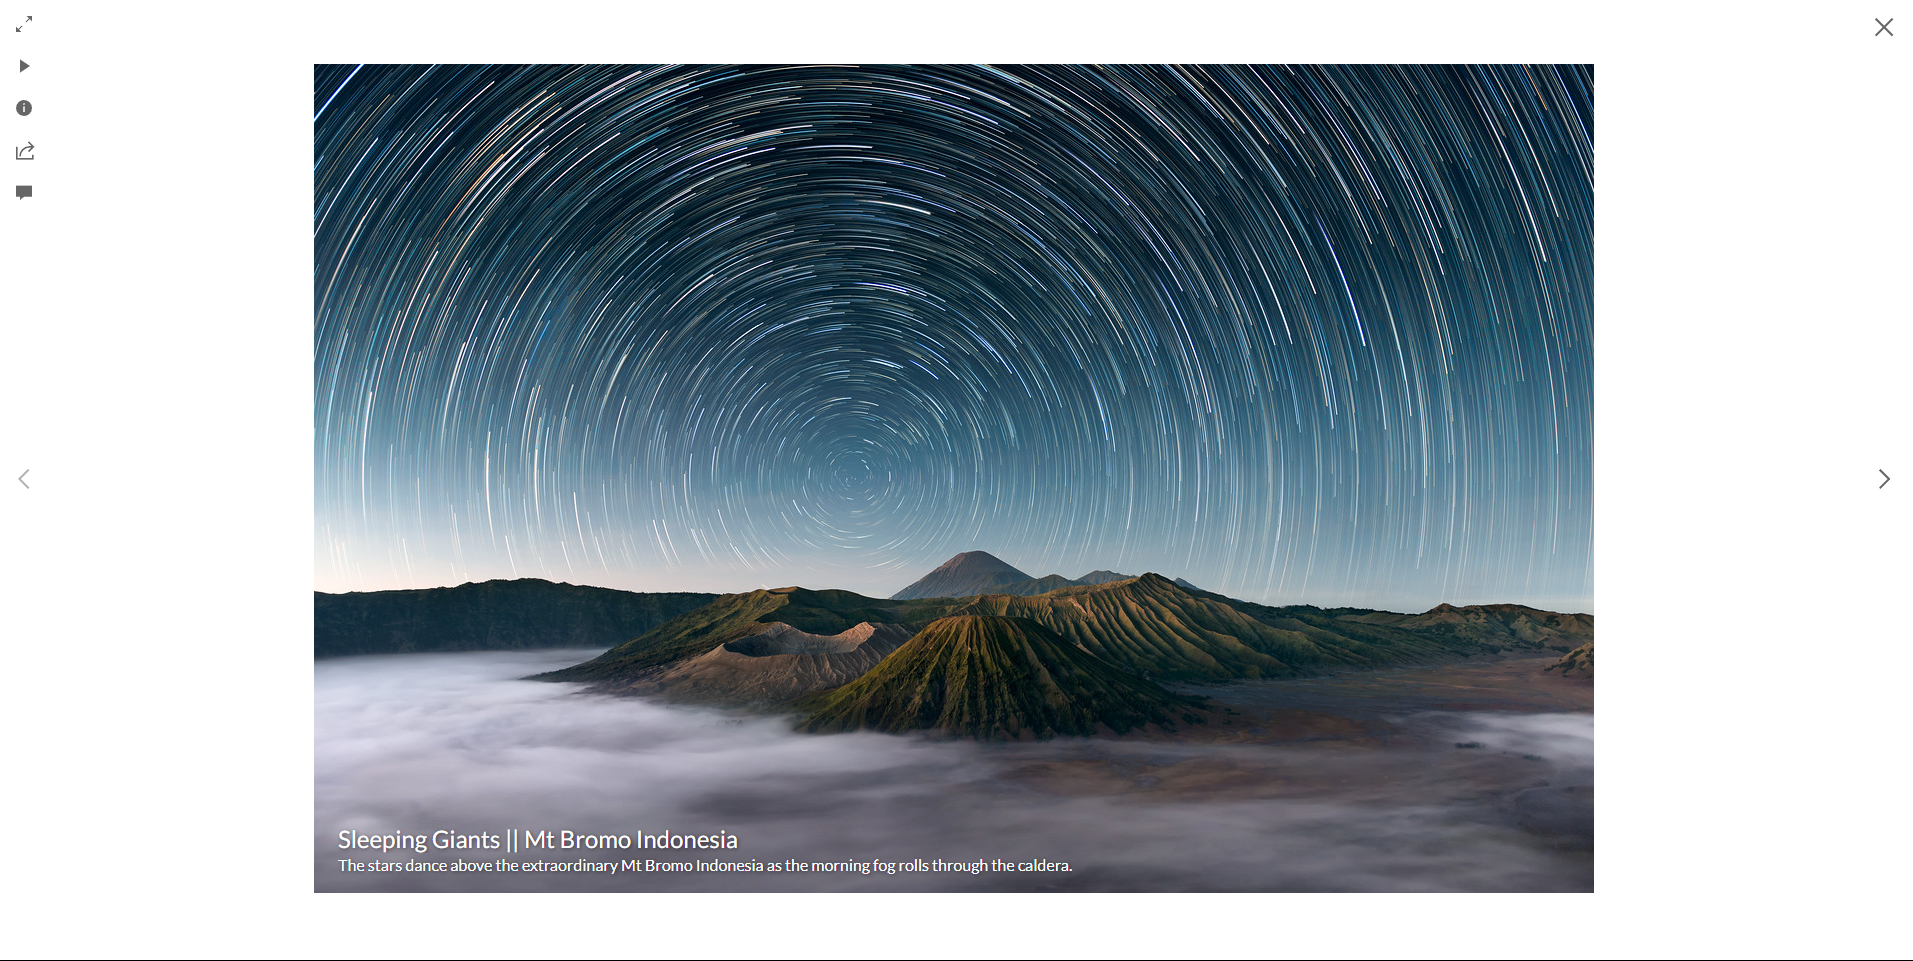 Sleeping Giants || Mt Bromo Indonesia
The stars dance above the extraordinary Mt Bromo Indonesia as the morning fog rolls through the caldera.